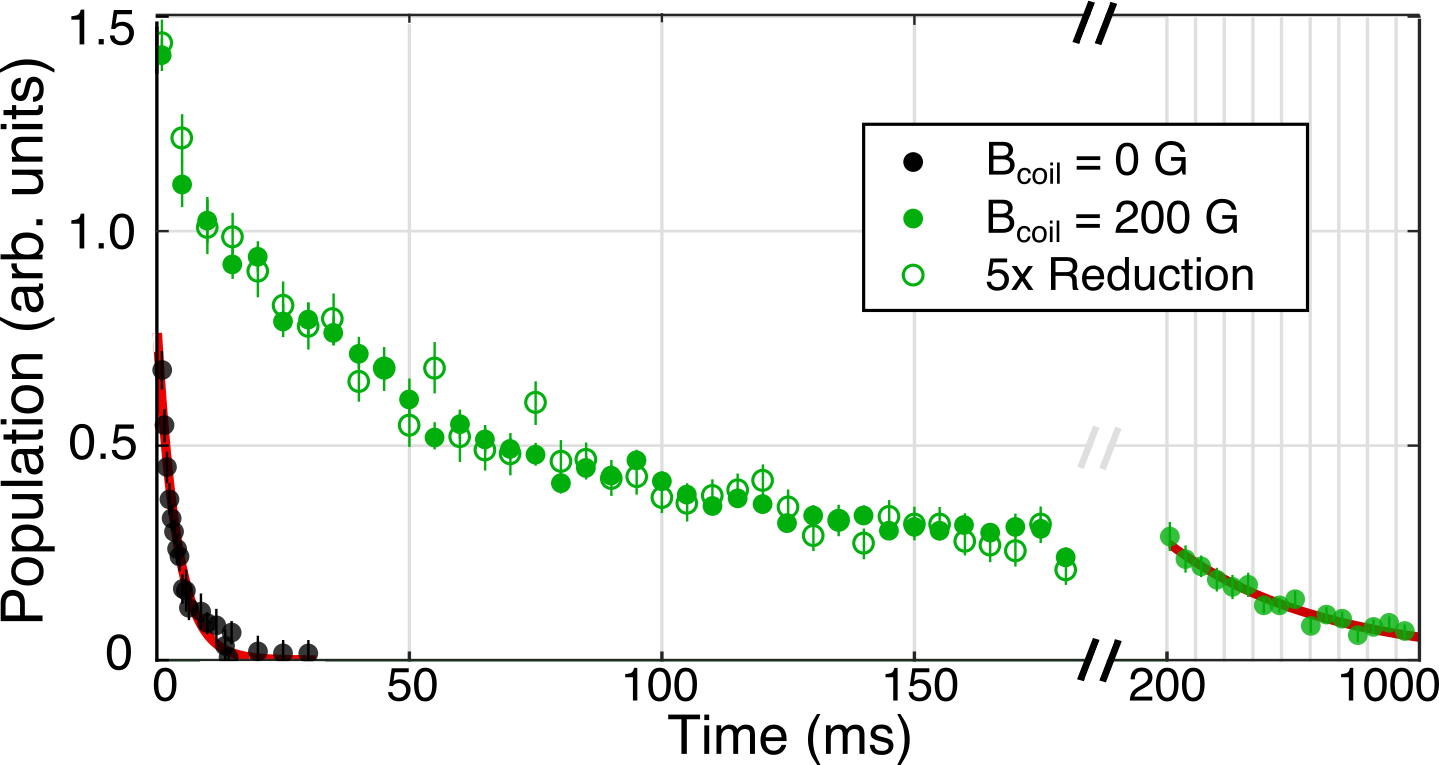 Population (arb. units)
1.5
1.0
0.5
0
B_coil = 0 G
B_coil = 200 G
5x Reduction
0 50 100 150 200 1000
Time (ms)